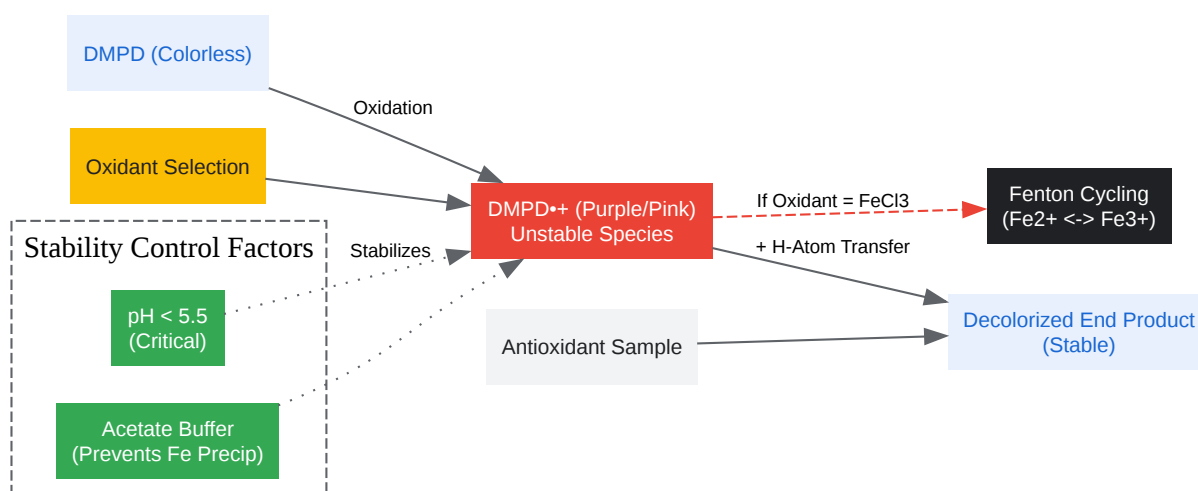 DMPD (Colorless)
Oxidation
Oxidant Selection
DMPD•+ (Purple/Pink)
Unstable Species
If Oxidant = FeCl3
Fenton Cycling
(Fe2+ <-> Fe3+)
Stability Control Factors
Stabilizes
+ H-Atom Transfer
pH < 5.5
(Critical)
Antioxidant Sample
Decolorized End Product
(Stable)
Acetate Buffer
(Prevents Fe Precip)